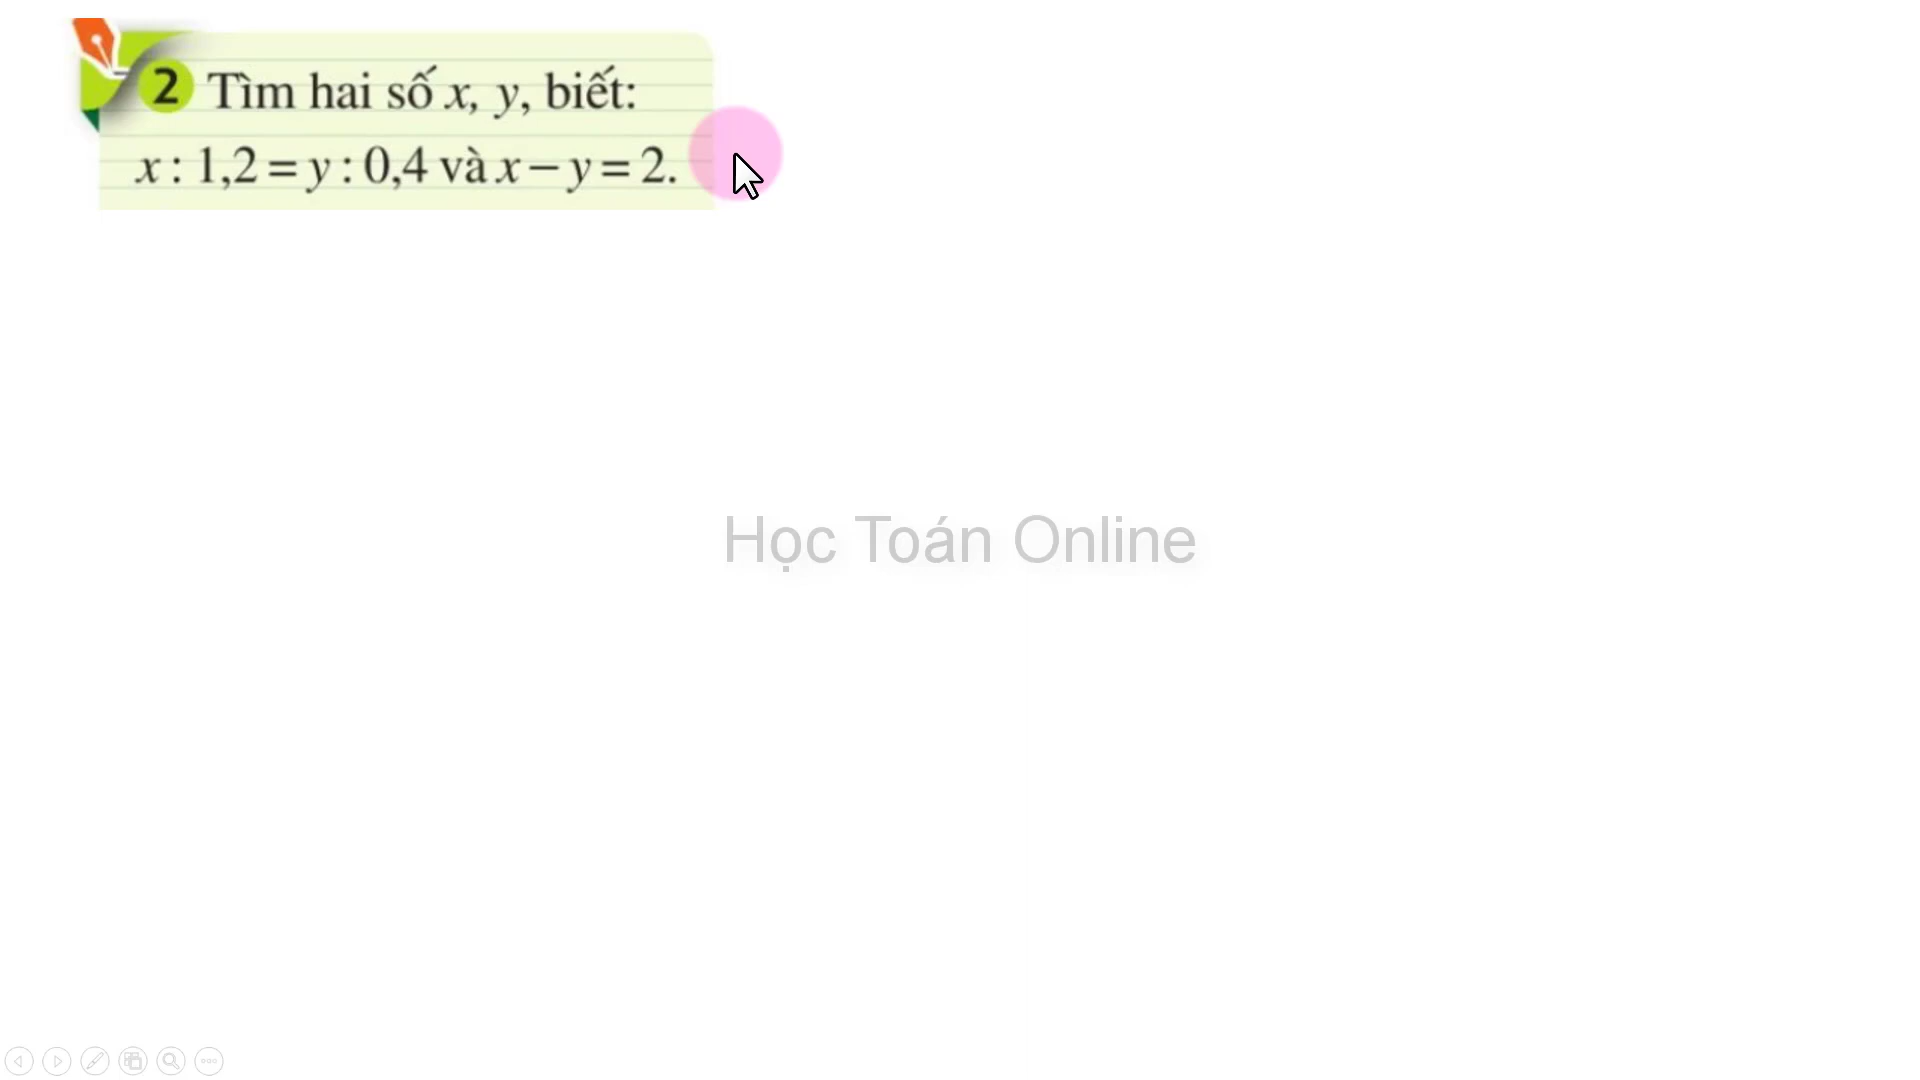 2 Tìm hai số x, y, biết:
x : 1,2 = y : 0,4 và x – y = 2.
Học Toán Online